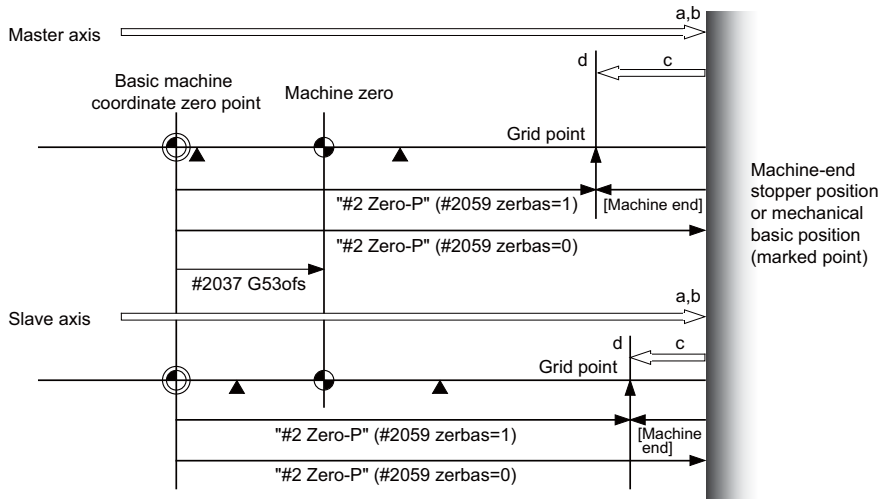 a,b
Master axis
d
c
Basic machine
coordinate zero point
Machine zero
Grid point
"#2 Zero-P" (#2059 zerbas=1)
[Machine end]
"#2 Zero-P" (#2059 zerbas=0)
#2037 G53ofs
Machine-end
stopper position
or mechanical
basic position
(marked point)
a,b
Slave axis
d
c
Grid point
"#2 Zero-P" (#2059 zerbas=1)
[Machine
end]
"#2 Zero-P" (#2059 zerbas=0)